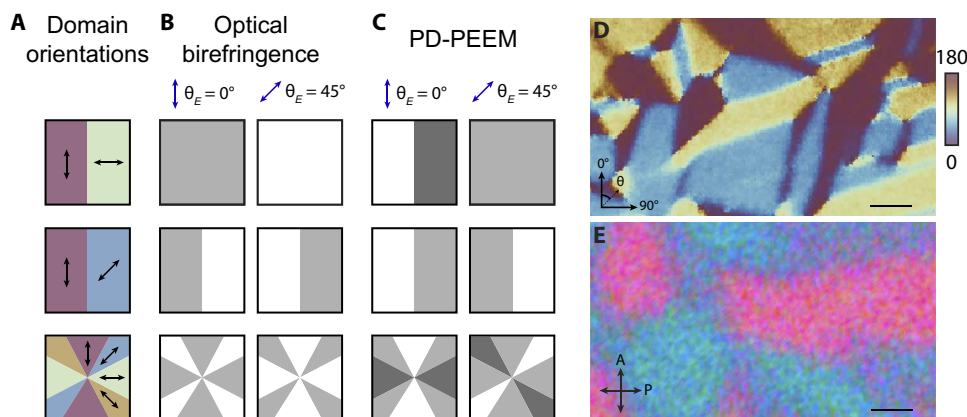 A Domain orientations
B Optical birefringence
C PD-PEEM
θE = 0°
θE = 45°
θE = 0°
θE = 45°
D
180
0
0°
θ
90°
E
A
P